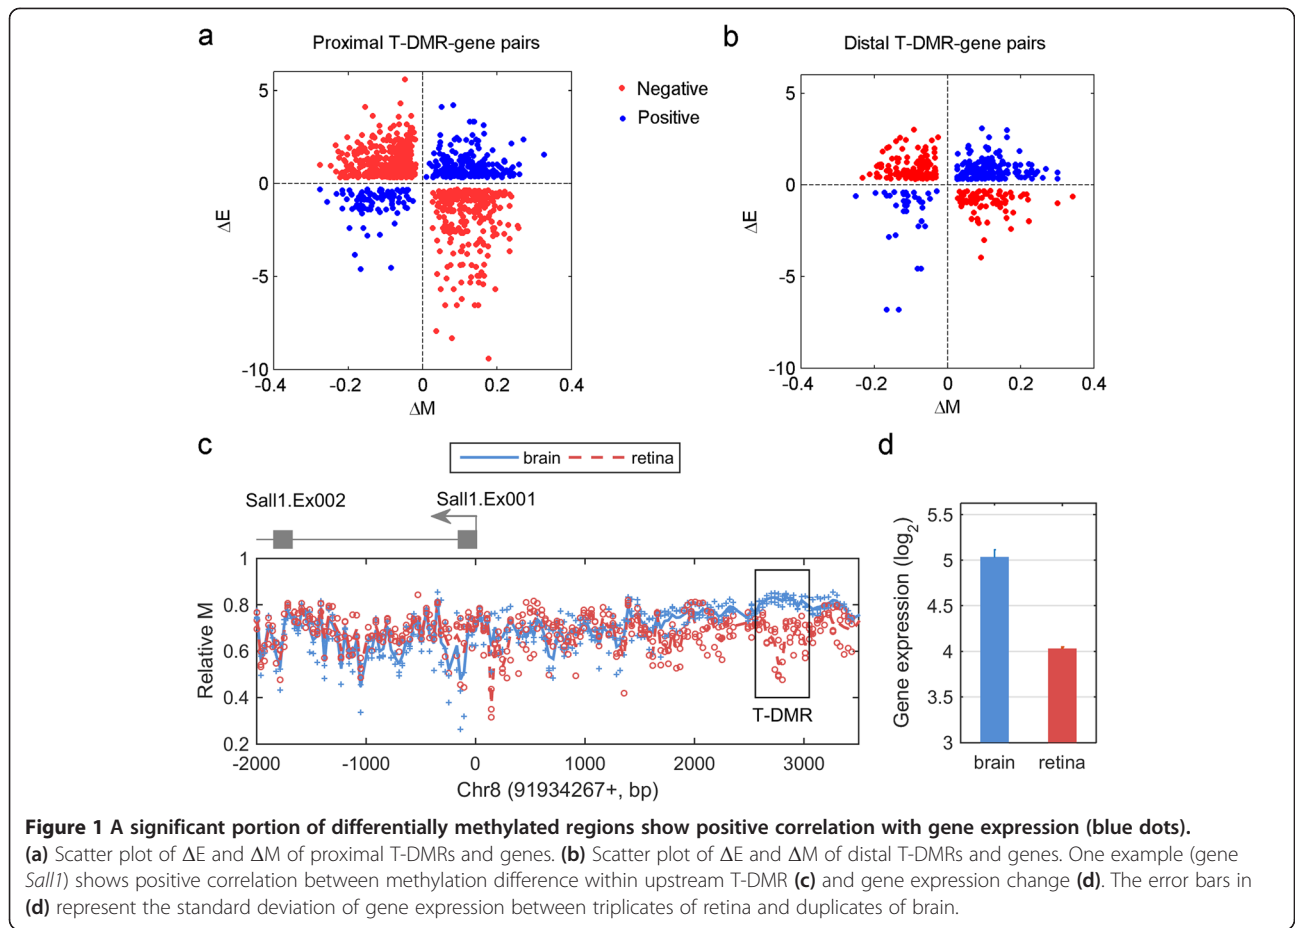 a
Proximal T-DMR-gene pairs
5
0
-5
-10
ΔE
-0.4
-0.2
0
0.2
0.4
ΔM
Negative
Positive
b
Distal T-DMR-gene pairs
5
0
-5
-10
ΔE
-0.4
-0.2
0
0.2
0.4
ΔM
c
brain
retina
Sall1.Ex002
Sall1.Ex001
1
0.8
0.6
0.4
0.2
Relative M
T-DMR
-2000
-1000
0
1000
2000
3000
Chr8 (91934267+, bp)
d
5.5
5
4.5
4
3.5
3
Gene expression (log2)
brain
retina
Figure 1 A significant portion of differentially methylated regions show positive correlation with gene expression (blue dots).
(a) Scatter plot of ΔE and ΔM of proximal T-DMRs and genes. (b) Scatter plot of ΔE and ΔM of distal T-DMRs and genes. One example (gene
Sall1) shows positive correlation between methylation difference within upstream T-DMR (c) and gene expression change (d). The error bars in
(d) represent the standard deviation of gene expression between triplicates of retina and duplicates of brain.